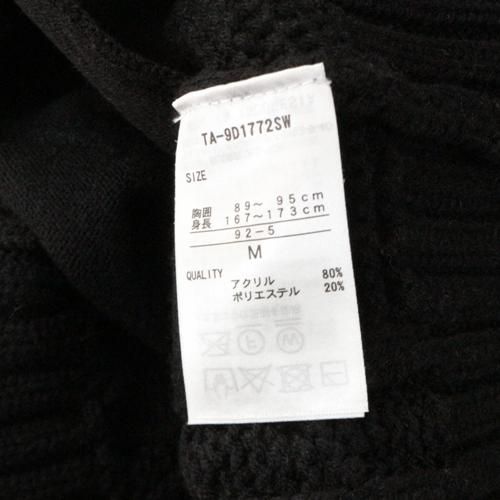 TA-9D1772SW
SIZE
胸囲 89～ 95cm
身長 167～173cm
92-5
M
QUALITY
アクリル 80%
ポリエステル 20%